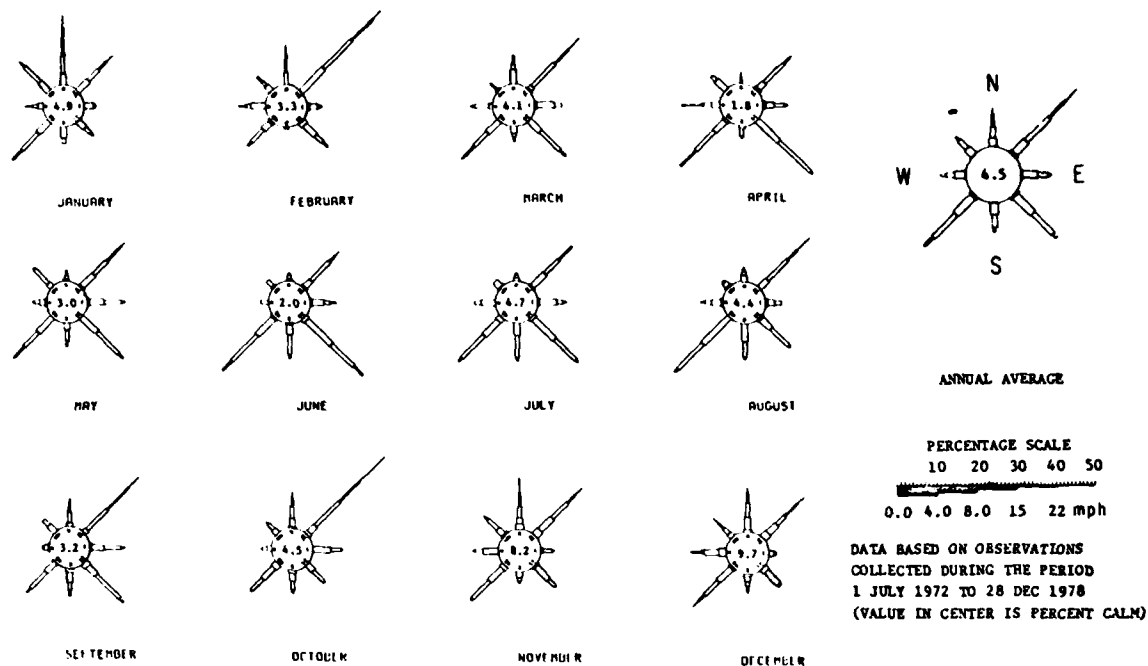 4.9 3.3 4.1 1.8
JANUARY FEBRUARY MARCH APRIL
3.0 2.0 4.7 4.4
MAY JUNE JULY AUGUST
3.2 4.5 8.2 9.7
SEPTEMBER OCTOBER NOVEMBER DECEMBER
N
W 4.5 E
S
ANNUAL AVERAGE
PERCENTAGE SCALE
10 20 30 40 50
0.0 4.0 8.0 15 22 mph
DATA BASED ON OBSERVATIONS
COLLECTED DURING THE PERIOD
1 JULY 1972 TO 28 DEC 1978
(VALUE IN CENTER IS PERCENT CALM)